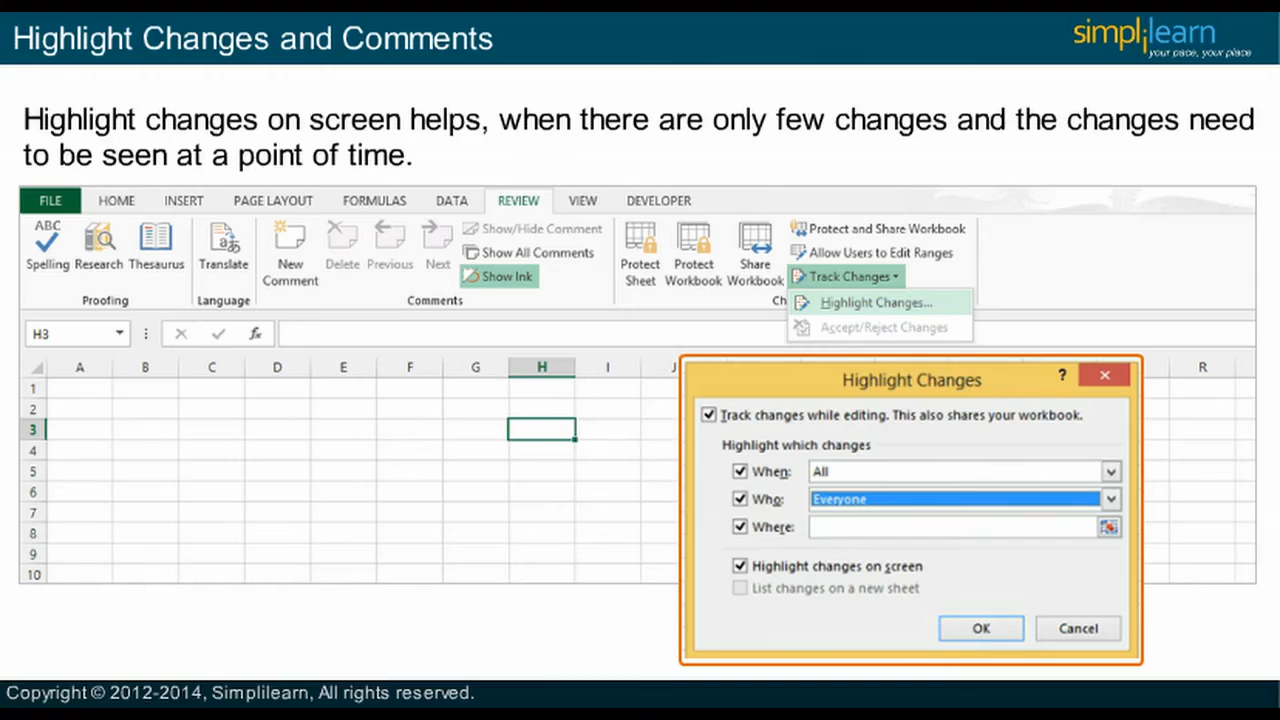 Highlight Changes and Comments
simplilearn
your pace, your place
Highlight changes on screen helps, when there are only few changes and the changes need
to be seen at a point of time.
FILE HOME INSERT PAGE LAYOUT FORMULAS DATA REVIEW VIEW DEVELOPER
ABC
Spelling Research Thesaurus
Proofing
Translate
Language
New
Comment
Delete Previous Next
Show/Hide Comment
Show All Comments
Show Ink
Comments
Protect
Sheet
Protect
Workbook
Share
Workbook
Protect and Share Workbook
Allow Users to Edit Ranges
Track Changes
Ch
Highlight Changes...
Accept/Reject Changes
H3
fx
A B C D E F G H I J R
1
2
3
4
5
6
7
8
9
10
Highlight Changes
?
Track changes while editing. This also shares your workbook.
Highlight which changes
When: All
Who: Everyone
Where:
Highlight changes on screen
List changes on a new sheet
OK Cancel
Copyright © 2012-2014, Simplilearn, All rights reserved.